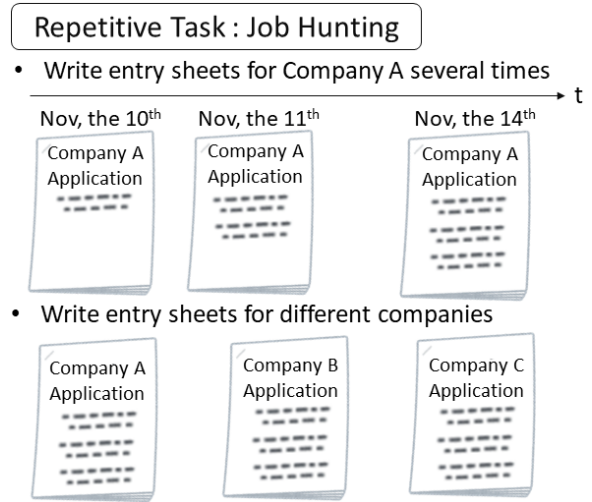 Repetitive Task : Job Hunting
• Write entry sheets for Company A several times
t
Nov, the 10th Nov, the 11th Nov, the 14th
Company A
Application
Company A
Application
Company A
Application
• Write entry sheets for different companies
Company A
Application
Company B
Application
Company C
Application